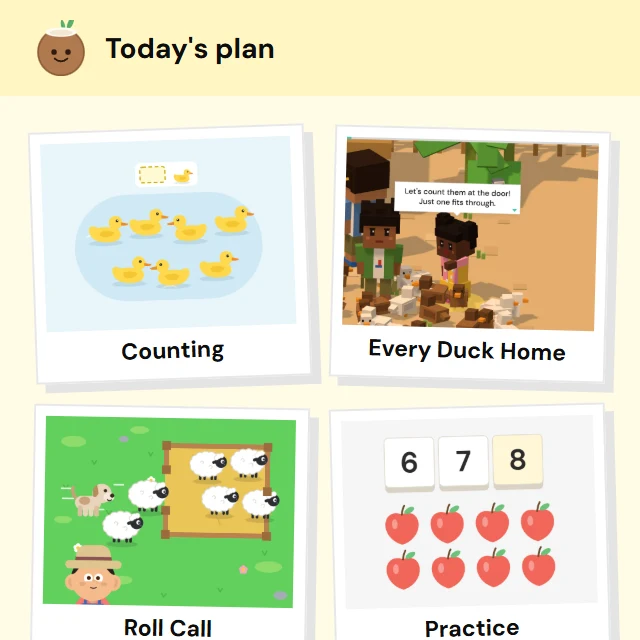 Today's plan
Counting
Let's count them at the door!
Just one fits through.
Every Duck Home
Roll Call
6 7 8
Practice